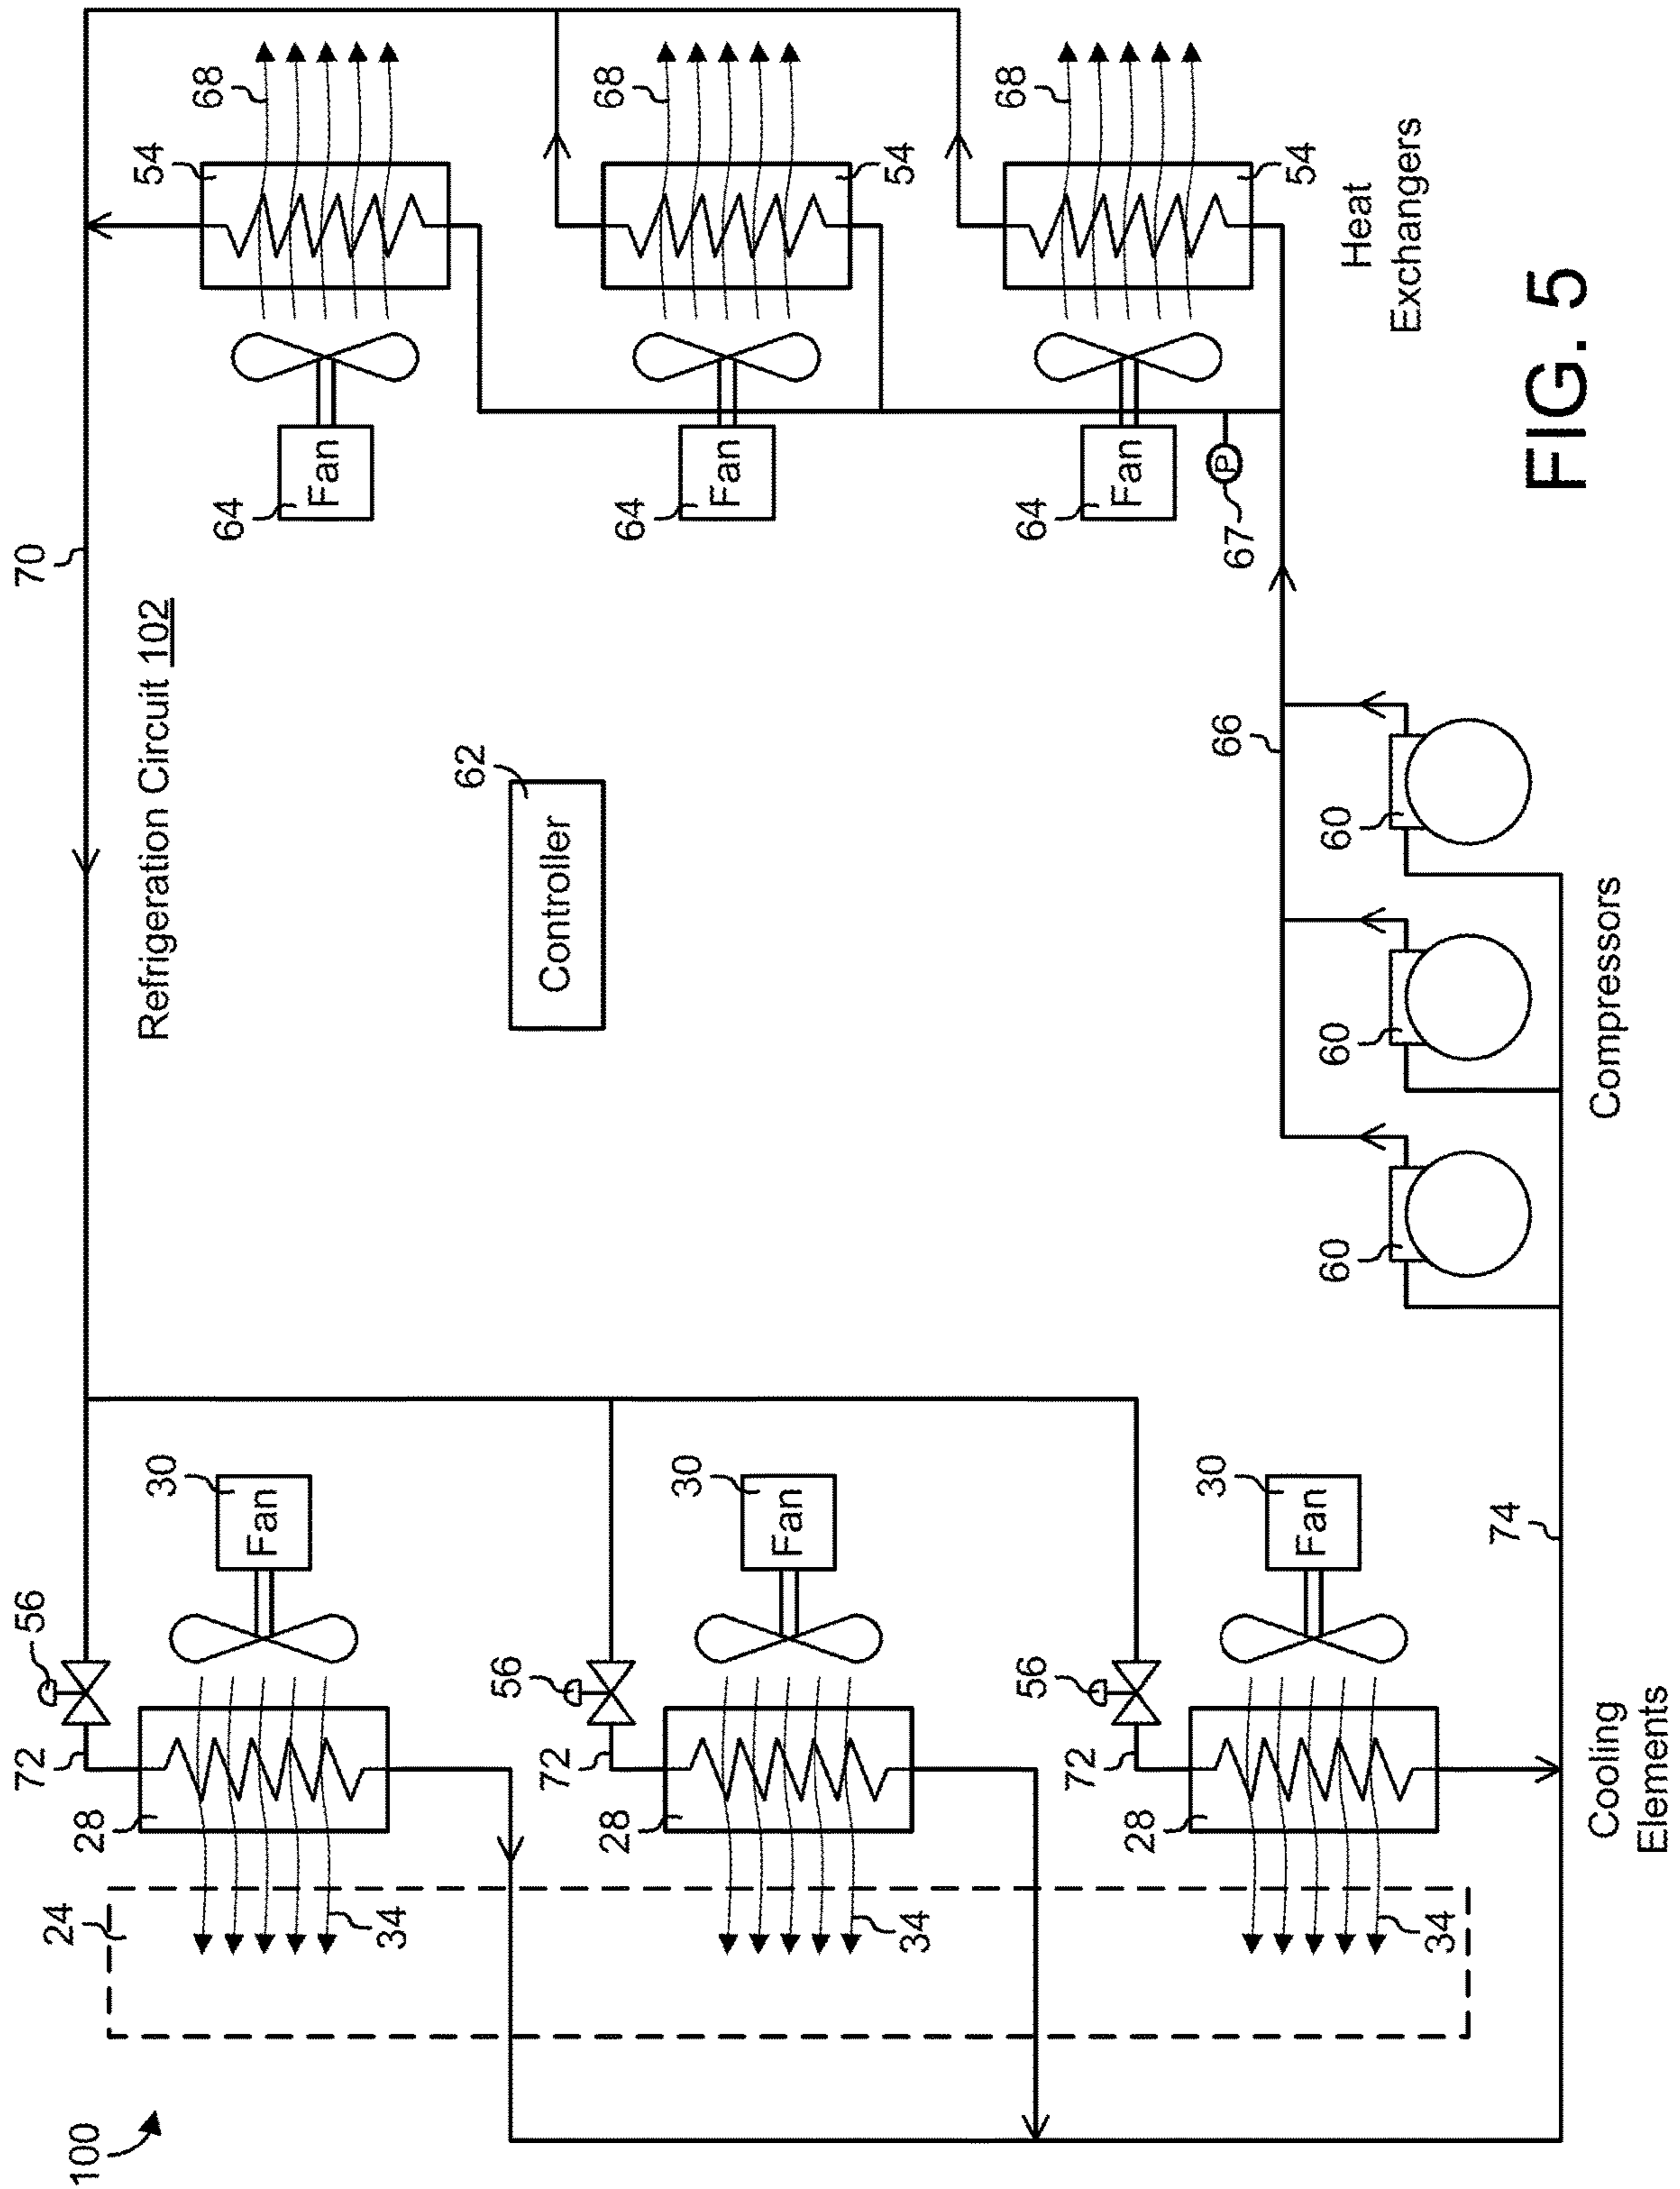 100
72
56
70
24
28
30
Refrigeration Circuit 102
54
68
64
Fan
Fan
34
62
56
Controller
72
28
68
64
30
Fan
Fan
54
34
68
56
64
72
Fan
28
30
66
P
67
54
Fan
60
60
60
Heat
Exchangers
34
74
FIG. 5
Cooling
Elements
Compressors